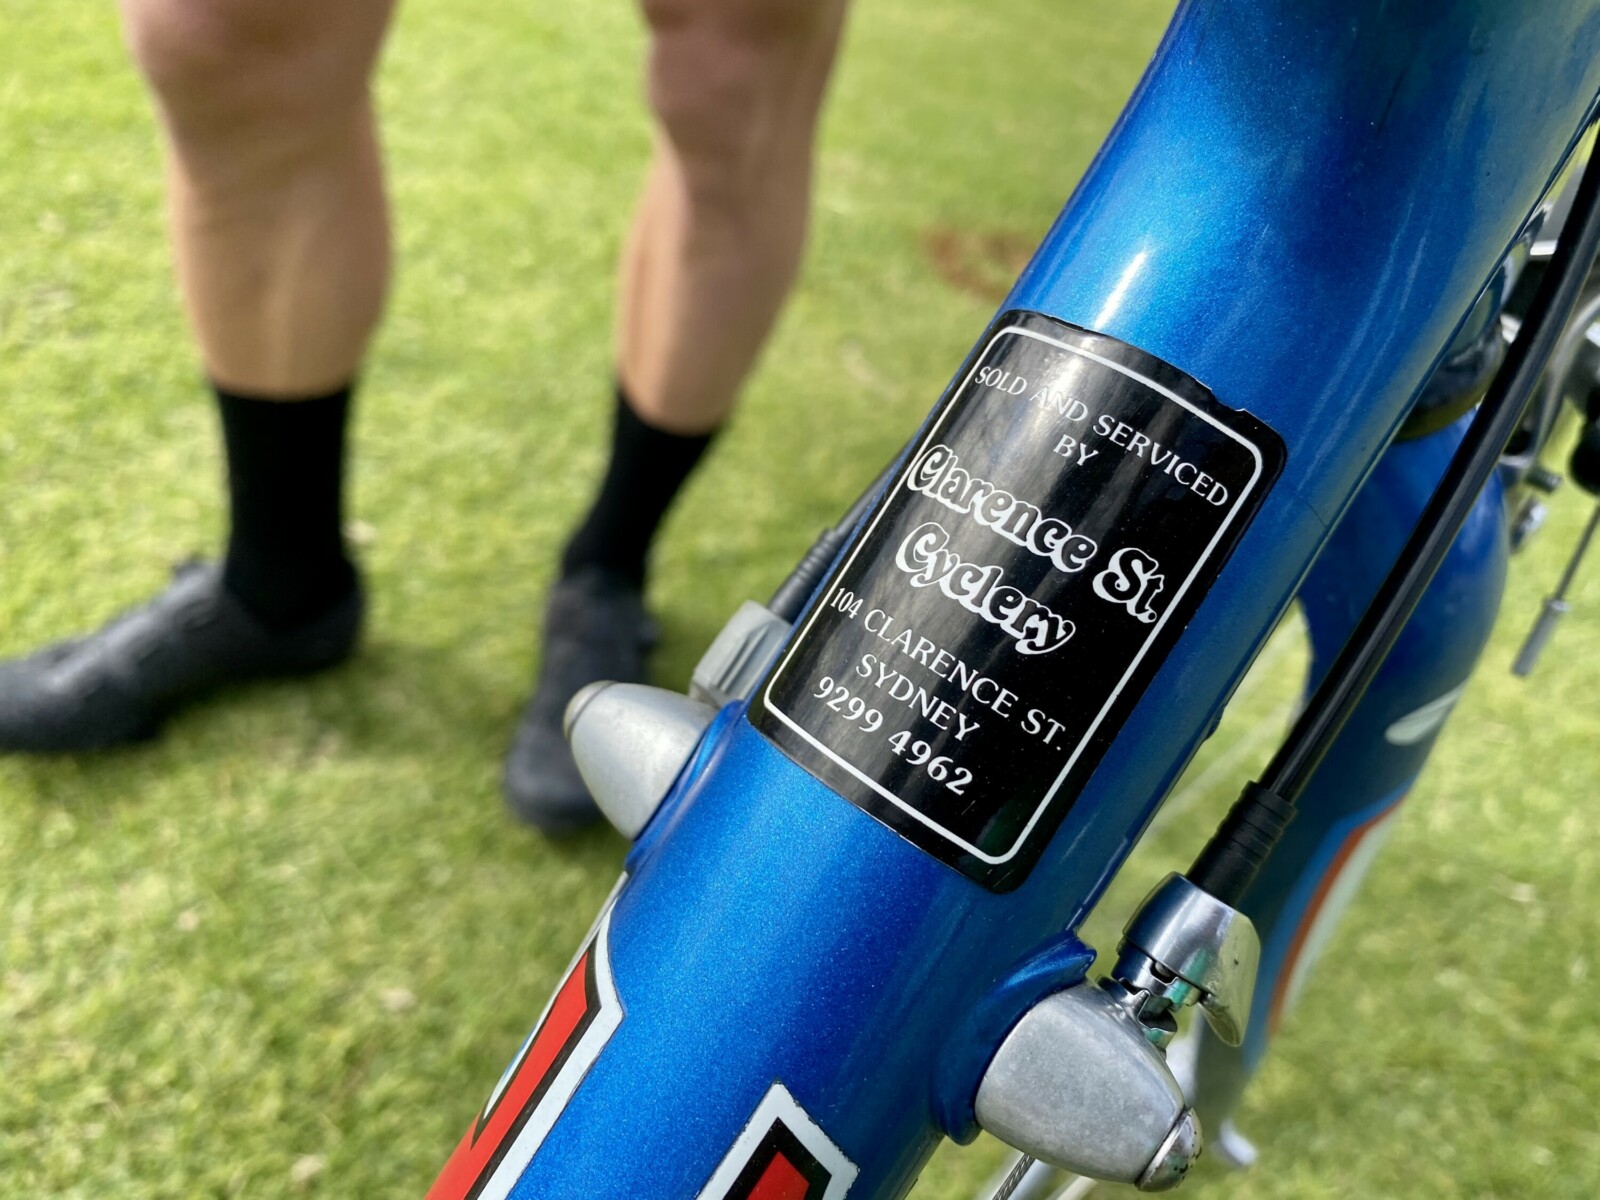 SOLD AND SERVICED
BY
Clarence St.
Cyclery
104 CLARENCE ST.
SYDNEY
9299 4962